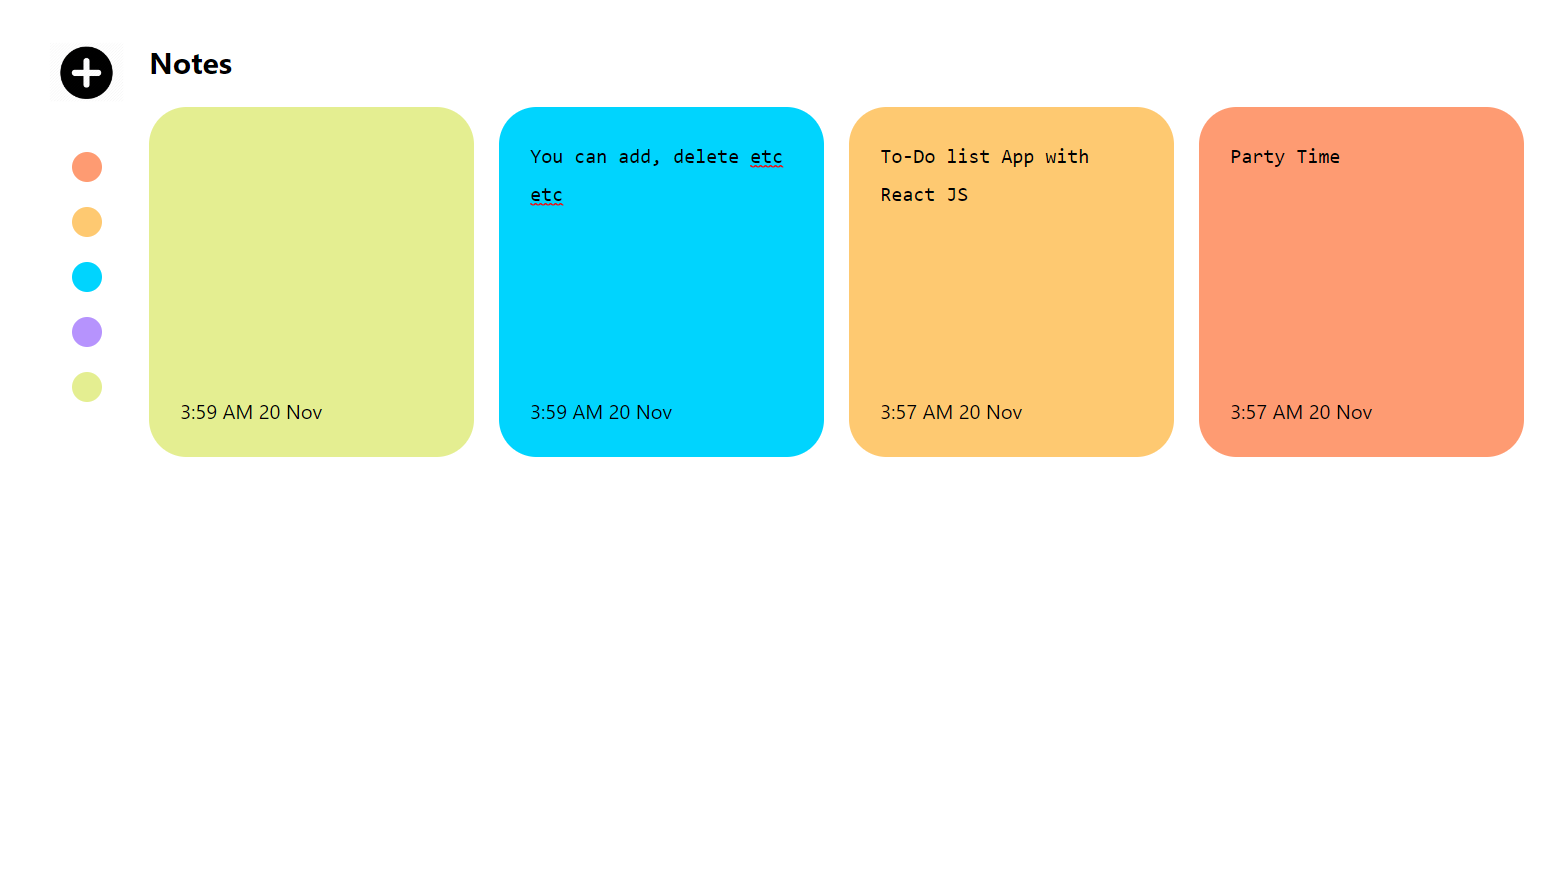 Notes
3:59 AM 20 Nov
You can add, delete etc
etc
3:59 AM 20 Nov
To-Do list App with
React JS
3:57 AM 20 Nov
Party Time
3:57 AM 20 Nov